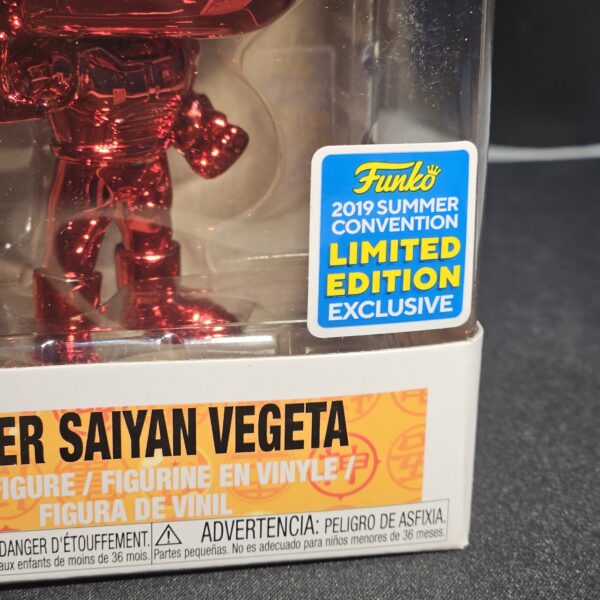 Funko
2019 SUMMER
CONVENTION
LIMITED
EDITION
EXCLUSIVE
ER SAIYAN VEGETA
FIGURE / FIGURINE EN VINYLE /
FIGURA DE VINIL
DANGER D'ÉTOUFFEMENT.
aux enfants de moins de 36 mois.
ADVERTENCIA: PELIGRO DE ASFIXIA.
Partes pequeñas. No es adecuado para niños menores de 36 meses.